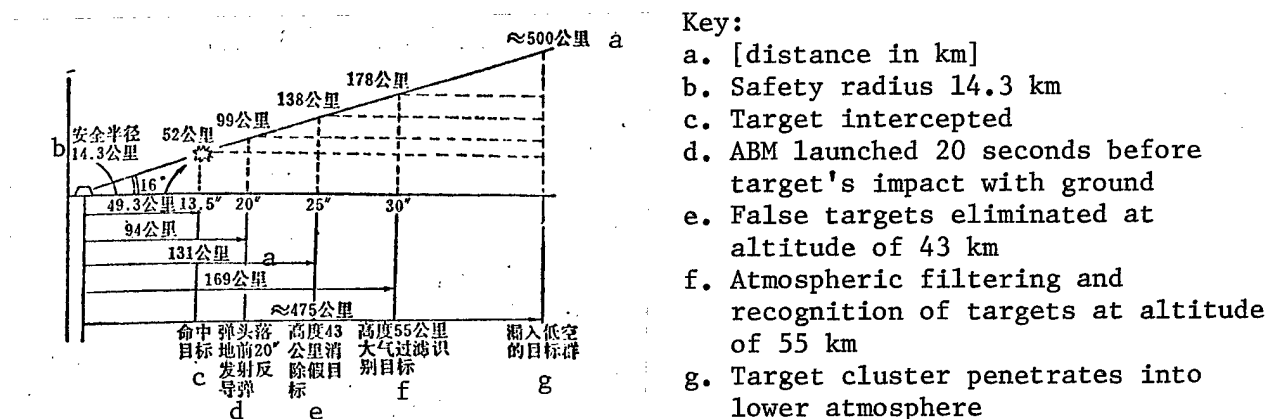 ≈500公里 a
178公里
138公里
99公里
52公里
安全半径
b 14.3公里
16°
49.3公里 13.5″ 20″ 25″ 30″
94公里
131公里 a
169公里
≈475公里
命中
目标
c
弹头落
地前20″
发射反
导弹
d
高度43
公里消
除假目
标
e
高度55公里
大气过滤识
别目标
f
漏入低空
的目标群
g
Key:
a. [distance in km]
b. Safety radius 14.3 km
c. Target intercepted
d. ABM launched 20 seconds before
target's impact with ground
e. False targets eliminated at
altitude of 43 km
f. Atmospheric filtering and
recognition of targets at altitude
of 55 km
g. Target cluster penetrates into
lower atmosphere